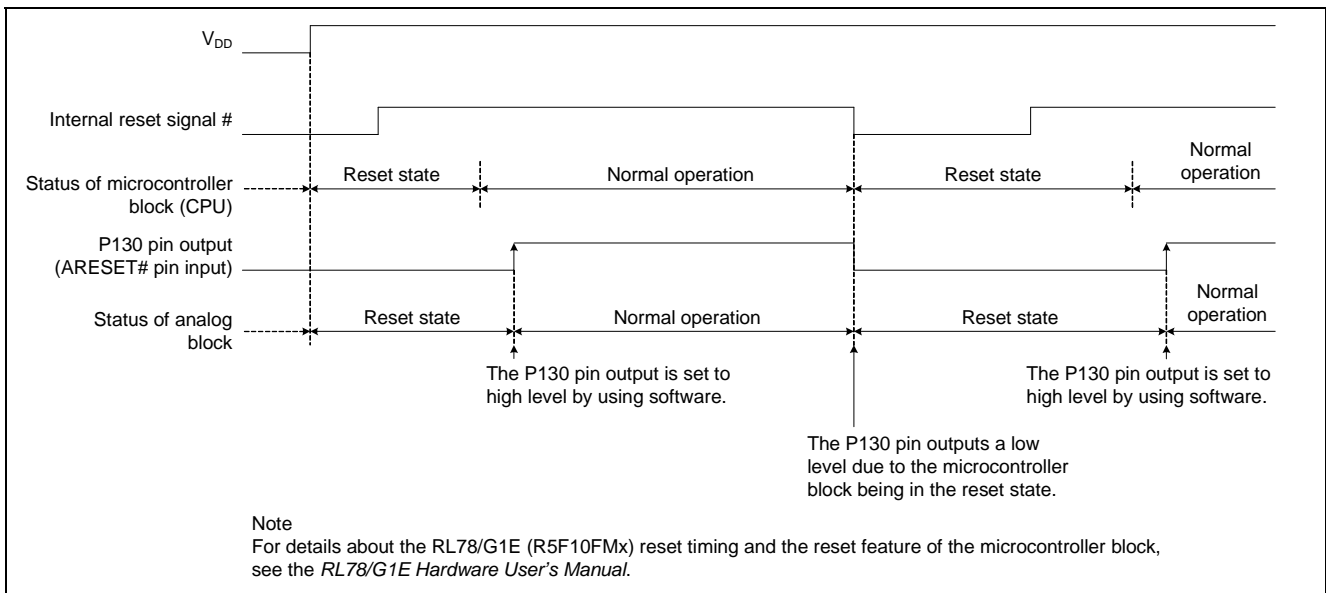 VDD
Internal reset signal #
Status of microcontroller
block (CPU)
Reset state
Normal operation
Reset state
Normal
operation
P130 pin output
(ARESET# pin input)
Status of analog
block
Reset state
Normal operation
Reset state
Normal
operation
The P130 pin output is set to
high level by using software.
The P130 pin output is set to
high level by using software.
The P130 pin outputs a low
level due to the microcontroller
block being in the reset state.
Note
For details about the RL78/G1E (R5F10FMx) reset timing and the reset feature of the microcontroller block,
see the RL78/G1E Hardware User's Manual.